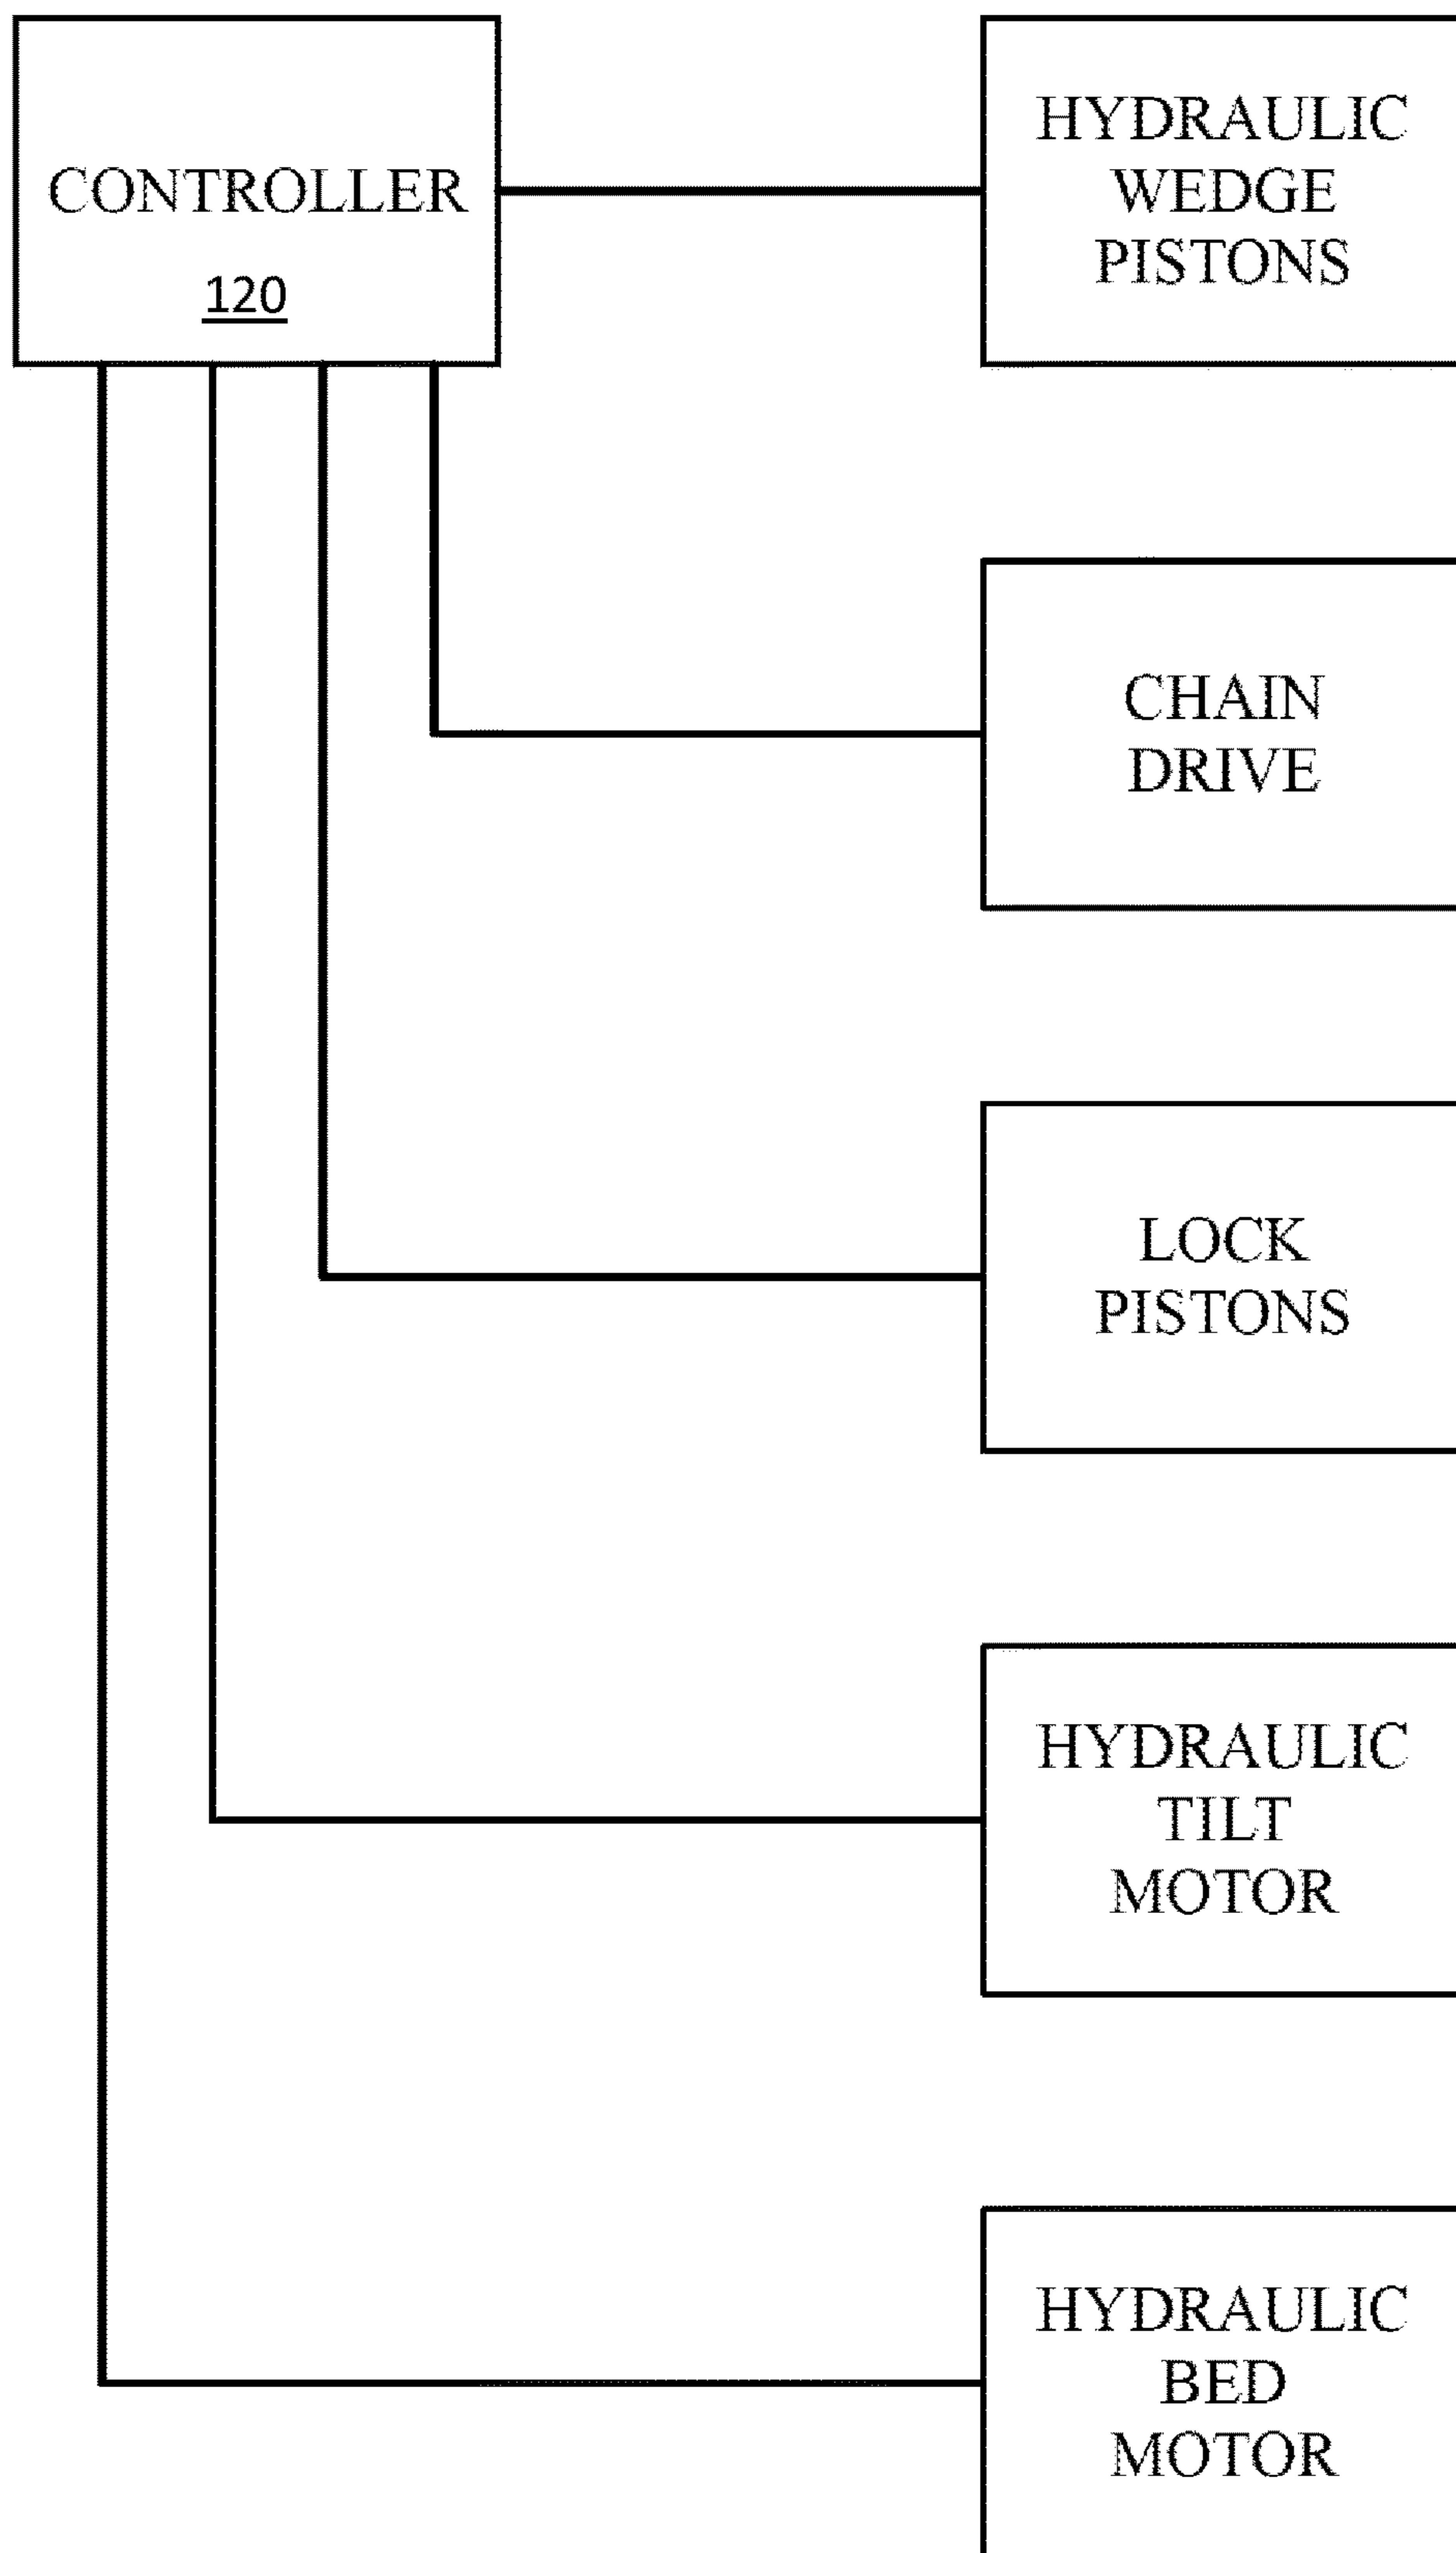 CONTROLLER
120
HYDRAULIC
WEDGE
PISTONS
CHAIN
DRIVE
LOCK
PISTONS
HYDRAULIC
TILT
MOTOR
HYDRAULIC
BED
MOTOR